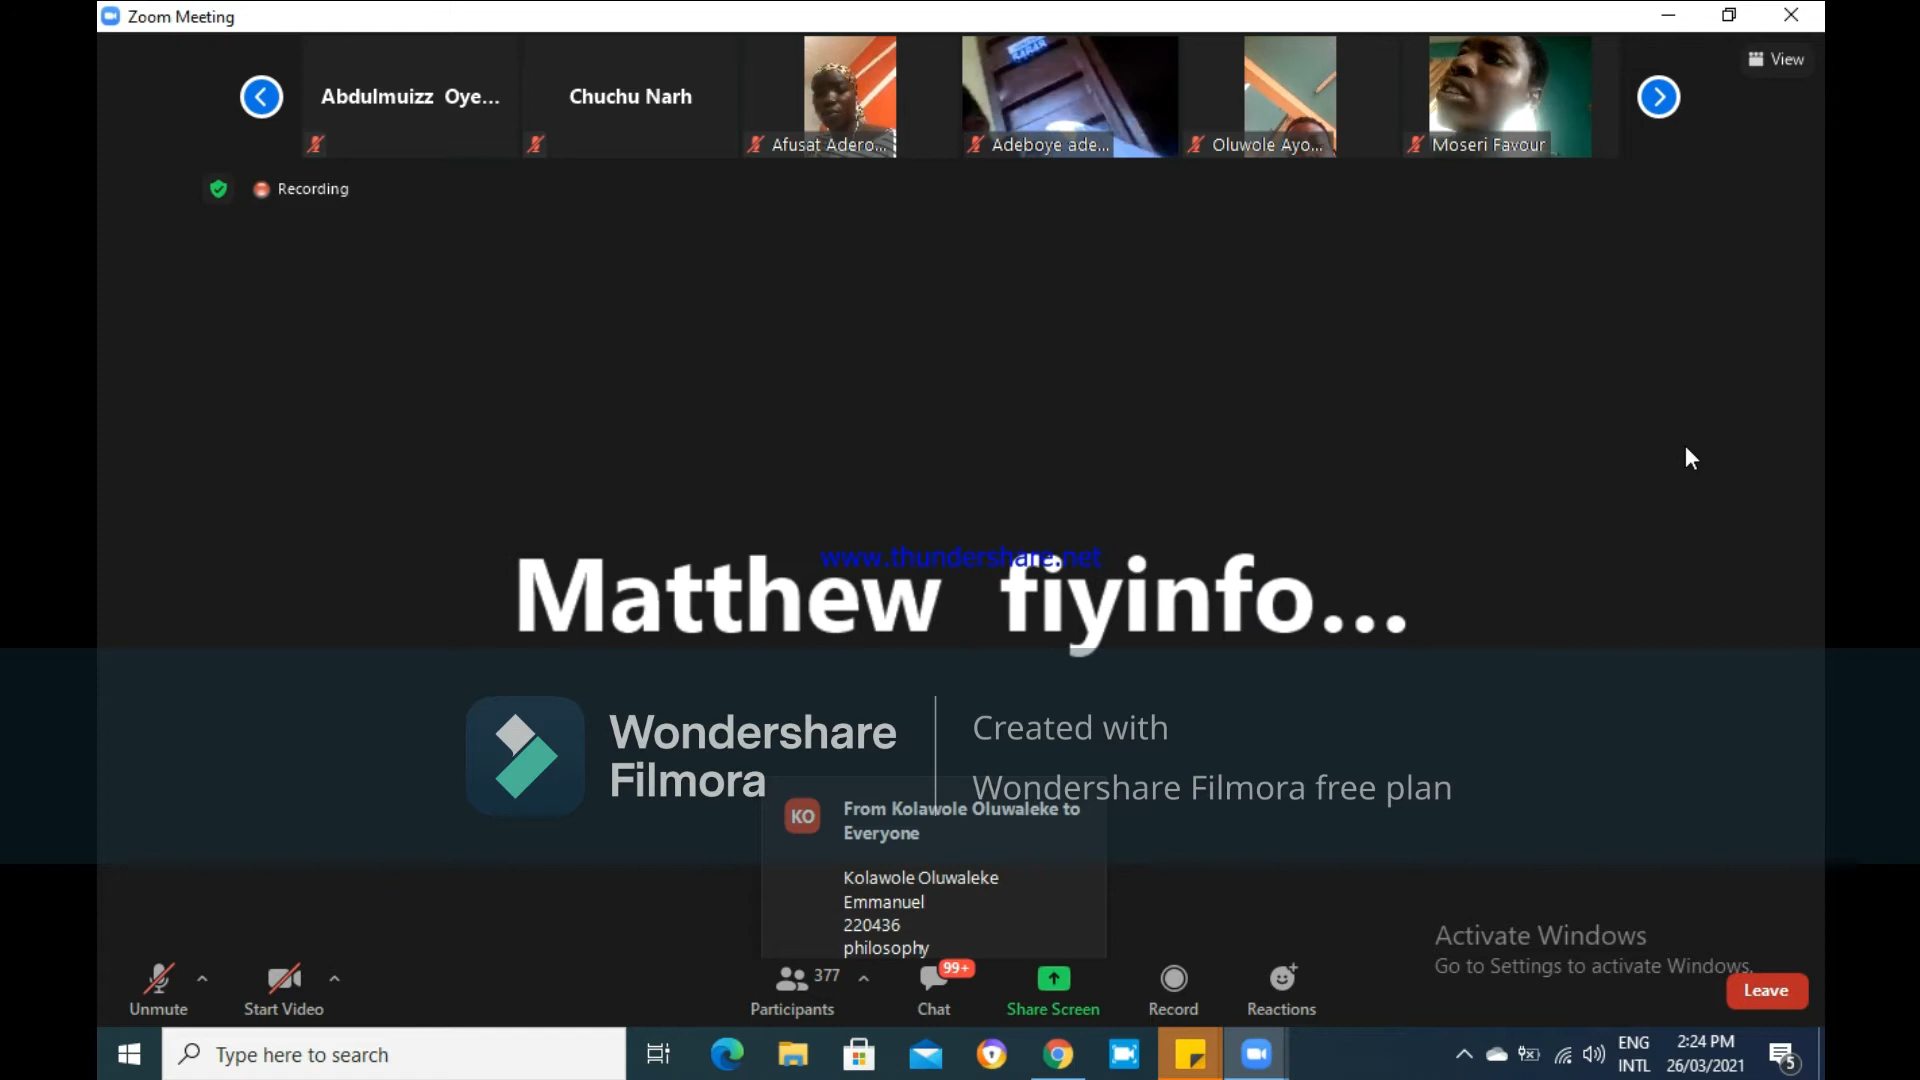 Zoom Meeting
View
Abdulmuizz Oye...
Chuchu Narh
Afusat Adero...
Adeboye ade...
Oluwole Ayo...
Moseri Favour
Recording
www.thundershare.net
Matthew fiyinfo...
Wondershare
Filmora
Created with
Wondershare Filmora free plan
KO
From Kolawole Oluwaleke to
Everyone
Kolawole Oluwaleke
Emmanuel
220436
philosophy
Activate Windows
Go to Settings to activate Windows.
Unmute
Start Video
377
Participants
99+
Chat
Share Screen
Record
Reactions
Leave
Type here to search
ENG
INTL
2:24 PM
26/03/2021
5